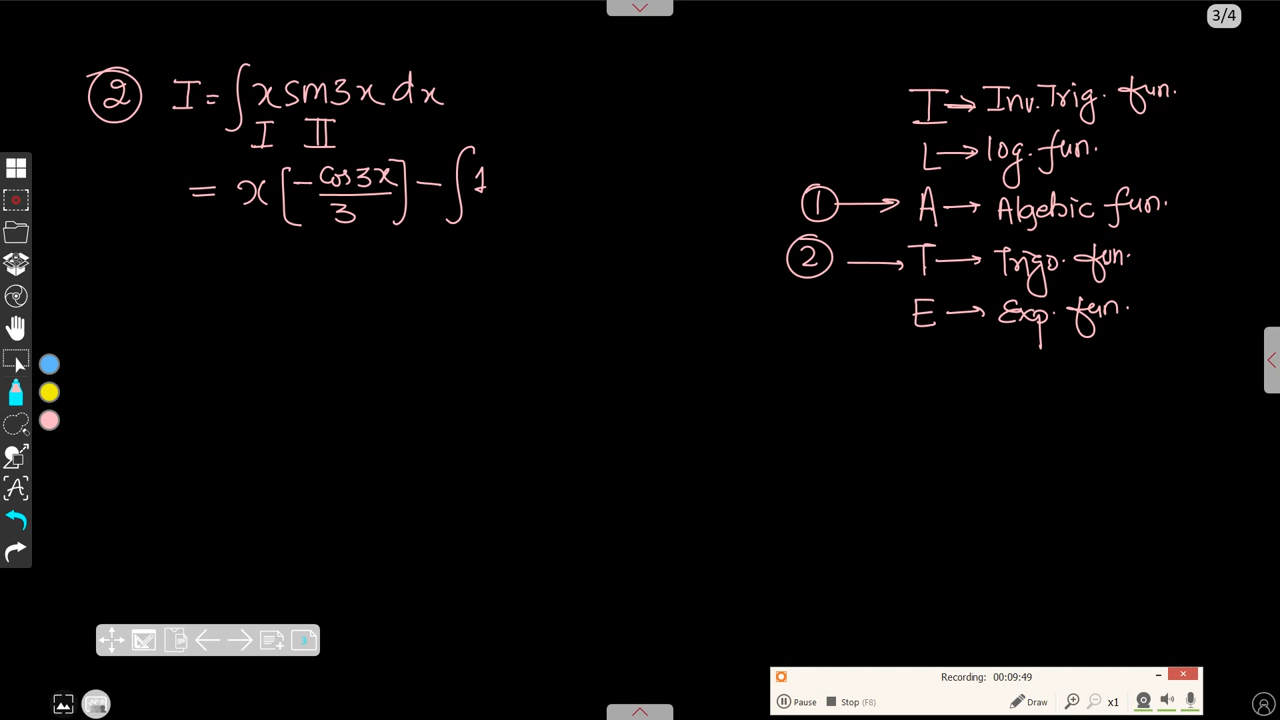 3/4
② I = ∫ x sin3x dx
I II
= x [ - cos3x / 3 ] - ∫ 1
I → Inv. Trig. fun.
L → log. fun.
① → A → Algebic fun.
② → T → Trigo. fun.
E → Exp. fun.
3
Recording: 00:09:49
Pause Stop (F8) Draw x1